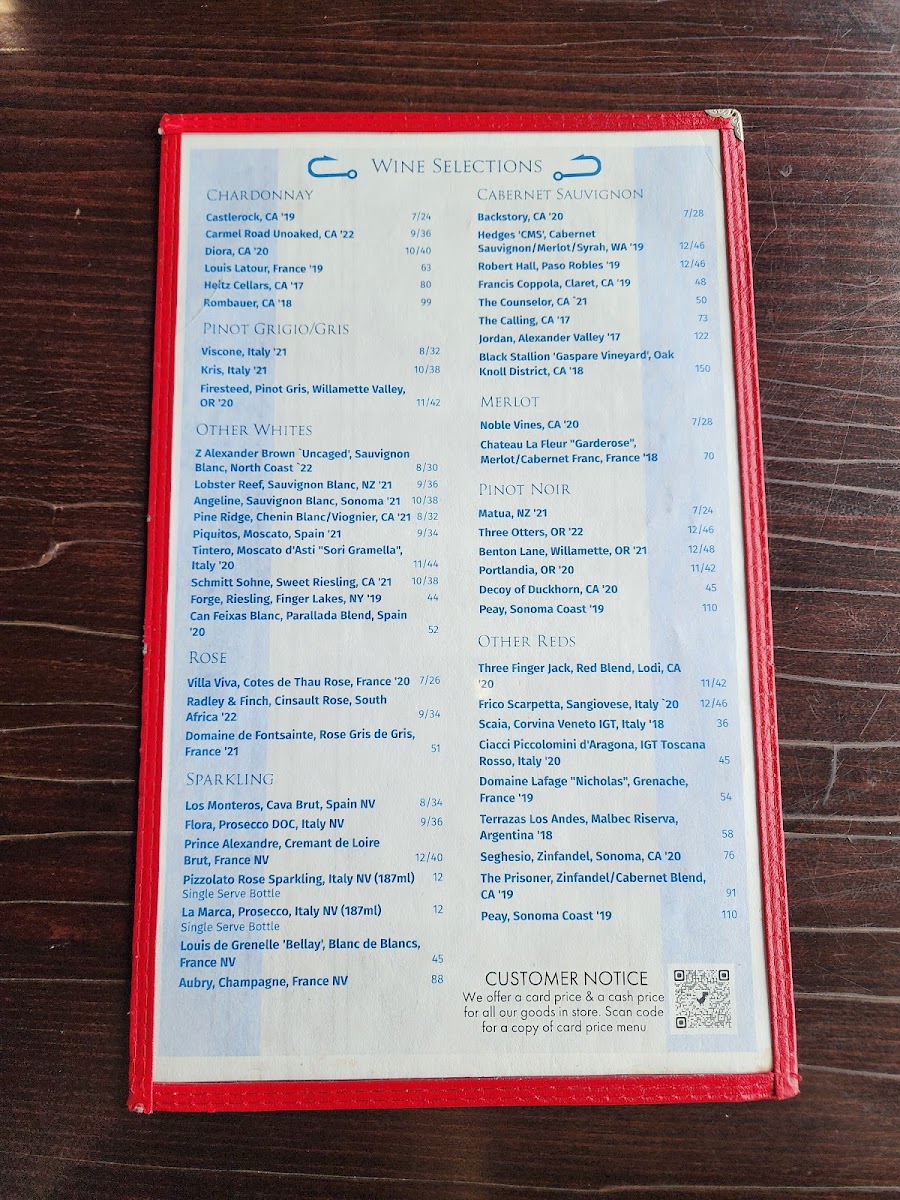 WINE SELECTIONS
CHARDONNAY
Castlerock, CA '19 7/24
Carmel Road Unoaked, CA '22 9/36
Diora, CA '20 10/40
Louis Latour, France '19 63
Heitz Cellars, CA '17 80
Rombauer, CA '18 99
PINOT GRIGIO/GRIS
Viscone, Italy '21 8/32
Kris, Italy '21 10/38
Firesteed, Pinot Gris, Willamette Valley,
OR '20 11/42
OTHER WHITES
Z Alexander Brown `Uncaged', Sauvignon
Blanc, North Coast `22 8/30
Lobster Reef, Sauvignon Blanc, NZ '21 9/36
Angeline, Sauvignon Blanc, Sonoma '21 10/38
Pine Ridge, Chenin Blanc/Viognier, CA '21 8/32
Piquitos, Moscato, Spain '21 9/34
Tintero, Moscato d'Asti "Sori Gramella",
Italy '20 11/44
Schmitt Sohne, Sweet Riesling, CA '21 10/38
Forge, Riesling, Finger Lakes, NY '19 44
Can Feixas Blanc, Parallada Blend, Spain
'20 52
ROSE
Villa Viva, Cotes de Thau Rose, France '20 7/26
Radley & Finch, Cinsault Rose, South
Africa '22 9/34
Domaine de Fontsainte, Rose Gris de Gris,
France '21 51
SPARKLING
Los Monteros, Cava Brut, Spain NV 8/34
Flora, Prosecco DOC, Italy NV 9/36
Prince Alexandre, Cremant de Loire
Brut, France NV 12/40
Pizzolato Rose Sparkling, Italy NV (187ml) 12
Single Serve Bottle
La Marca, Prosecco, Italy NV (187ml) 12
Single Serve Bottle
Louis de Grenelle 'Bellay', Blanc de Blancs,
France NV 45
Aubry, Champagne, France NV 88
CABERNET SAUVIGNON
Backstory, CA '20 7/28
Hedges 'CMS', Cabernet
Sauvignon/Merlot/Syrah, WA '19 12/46
Robert Hall, Paso Robles '19 12/46
Francis Coppola, Claret, CA '19 48
The Counselor, CA `21 50
The Calling, CA '17 73
Jordan, Alexander Valley '17 122
Black Stallion 'Gaspare Vineyard', Oak
Knoll District, CA '18 150
MERLOT
Noble Vines, CA '20 7/28
Chateau La Fleur "Garderose",
Merlot/Cabernet Franc, France '18 70
PINOT NOIR
Matua, NZ '21 7/24
Three Otters, OR '22 12/46
Benton Lane, Willamette, OR '21 12/48
Portlandia, OR '20 11/42
Decoy of Duckhorn, CA '20 45
Peay, Sonoma Coast '19 110
OTHER REDS
Three Finger Jack, Red Blend, Lodi, CA
'20 11/42
Frico Scarpetta, Sangiovese, Italy `20 12/46
Scaia, Corvina Veneto IGT, Italy '18 36
Ciacci Piccolomini d'Aragona, IGT Toscana
Rosso, Italy '20 45
Domaine Lafage "Nicholas", Grenache,
France '19 54
Terrazas Los Andes, Malbec Riserva,
Argentina '18 58
Seghesio, Zinfandel, Sonoma, CA '20 76
The Prisoner, Zinfandel/Cabernet Blend,
CA '19 91
Peay, Sonoma Coast '19 110
CUSTOMER NOTICE
We offer a card price & a cash price
for all our goods in store. Scan code
for a copy of card price menu